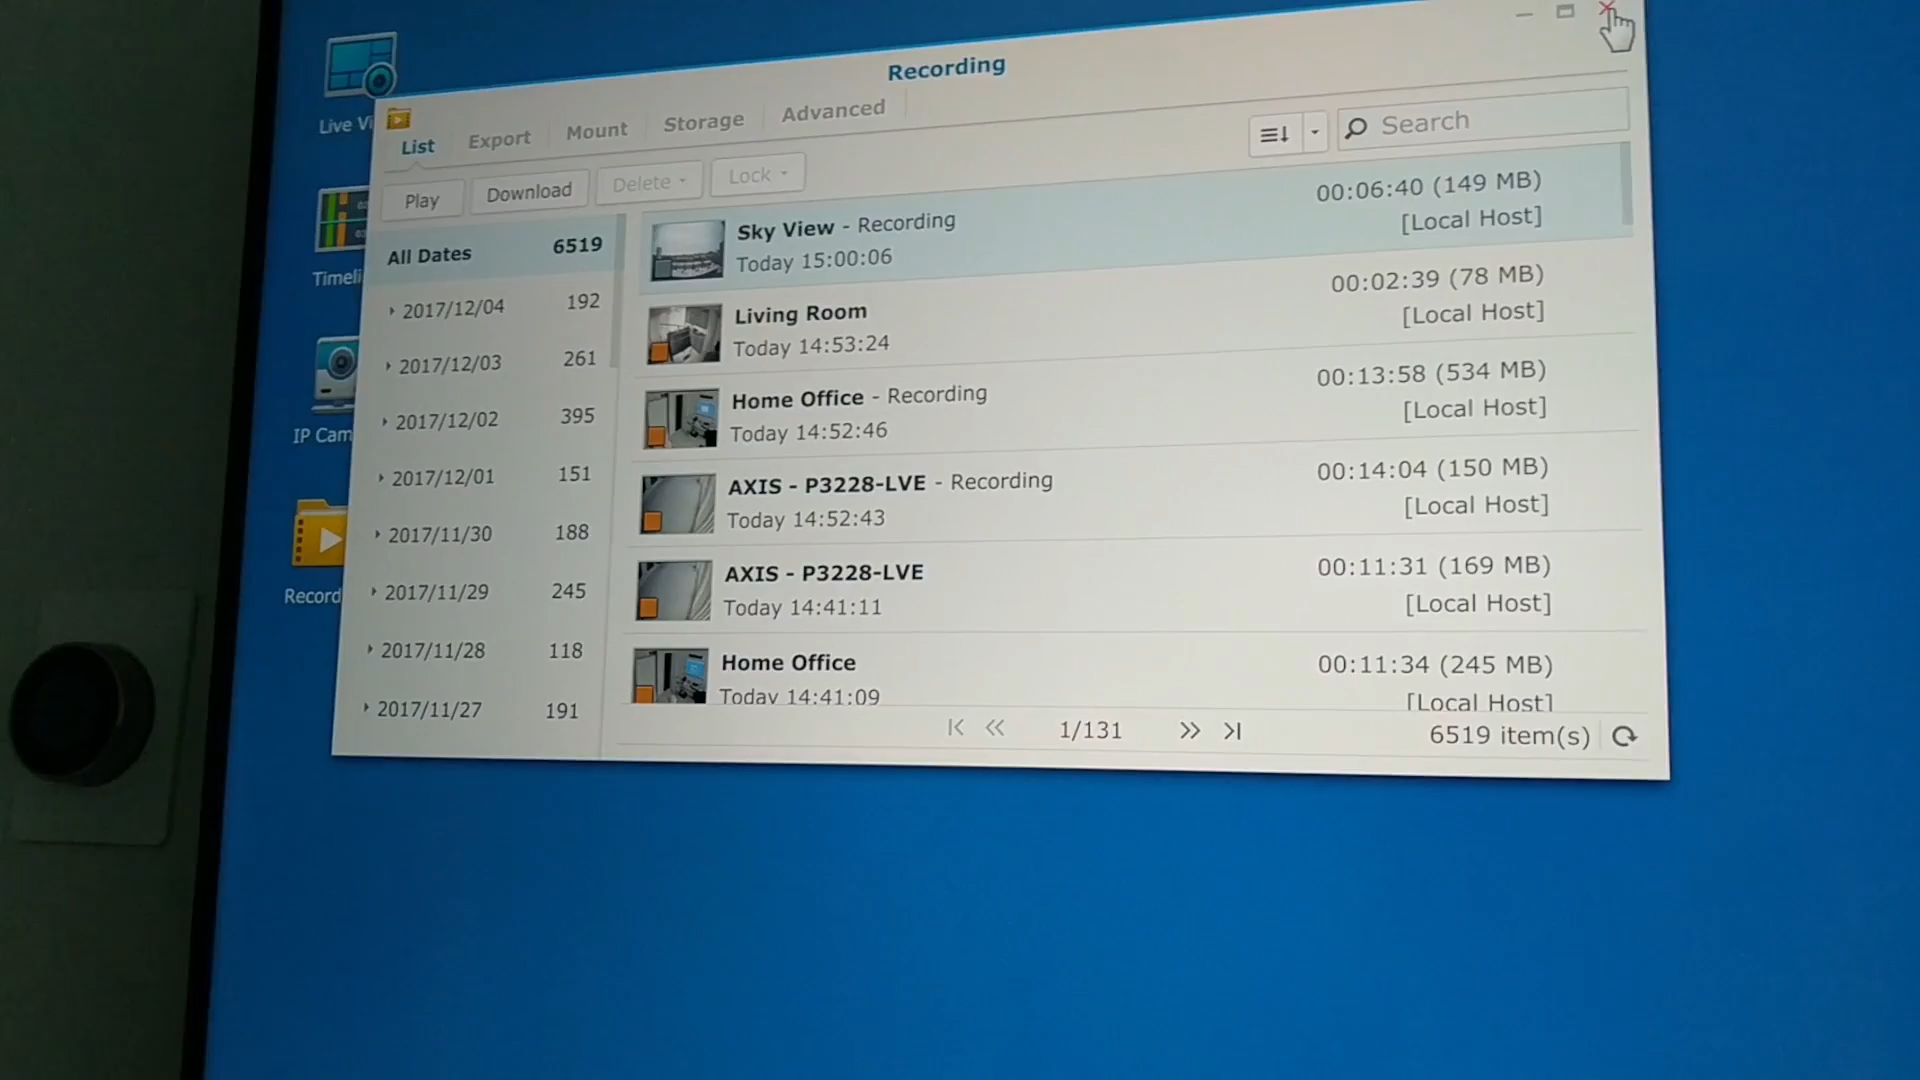 Live Vi
Timeli
IP Cam
Record
Recording
List
Export
Mount
Storage
Advanced
Search
Play
Download
Delete
Lock
All Dates 6519
2017/12/04 192
2017/12/03 261
2017/12/02 395
2017/12/01 151
2017/11/30 188
2017/11/29 245
2017/11/28 118
2017/11/27 191
Sky View - Recording 00:06:40 (149 MB)
Today 15:00:06 [Local Host]
Living Room 00:02:39 (78 MB)
Today 14:53:24 [Local Host]
Home Office - Recording 00:13:58 (534 MB)
Today 14:52:46 [Local Host]
AXIS - P3228-LVE - Recording 00:14:04 (150 MB)
Today 14:52:43 [Local Host]
AXIS - P3228-LVE 00:11:31 (169 MB)
Today 14:41:11 [Local Host]
Home Office 00:11:34 (245 MB)
Today 14:41:09 [Local Host]
1/131
6519 item(s)